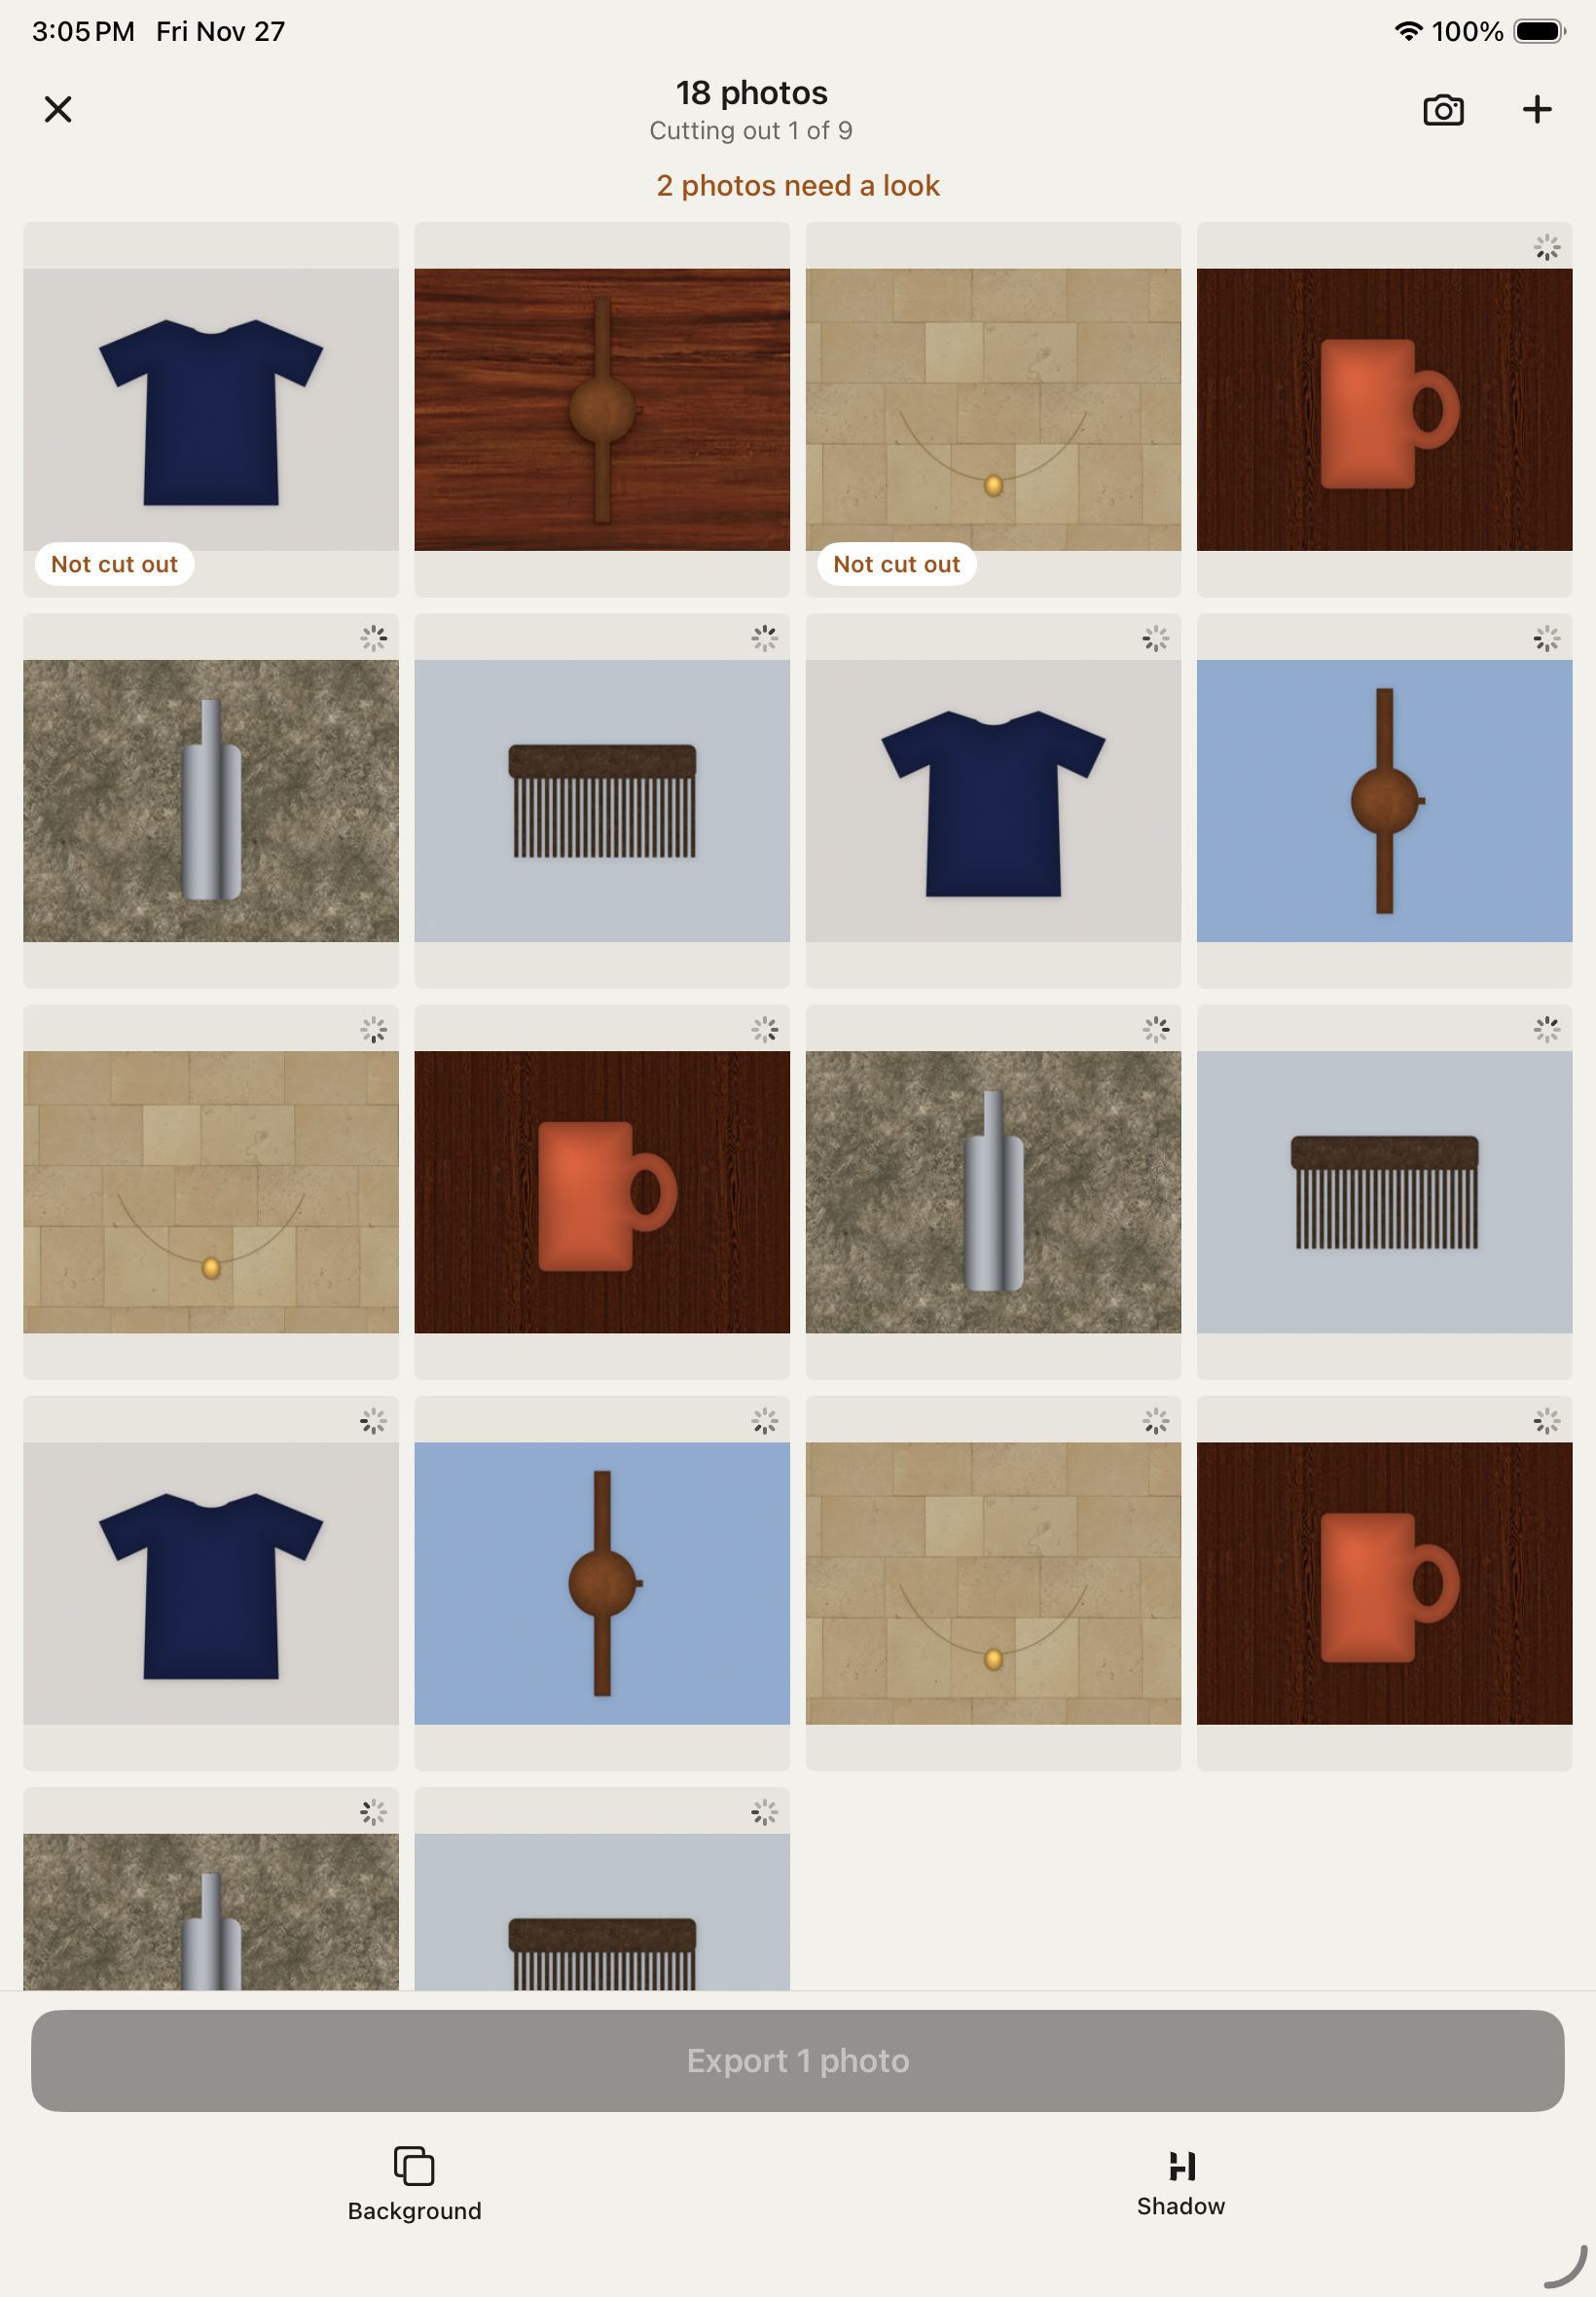 3:05 PM Fri Nov 27
100%
18 photos
Cutting out 1 of 9
2 photos need a look
Not cut out
Not cut out
Export 1 photo
Background
Shadow